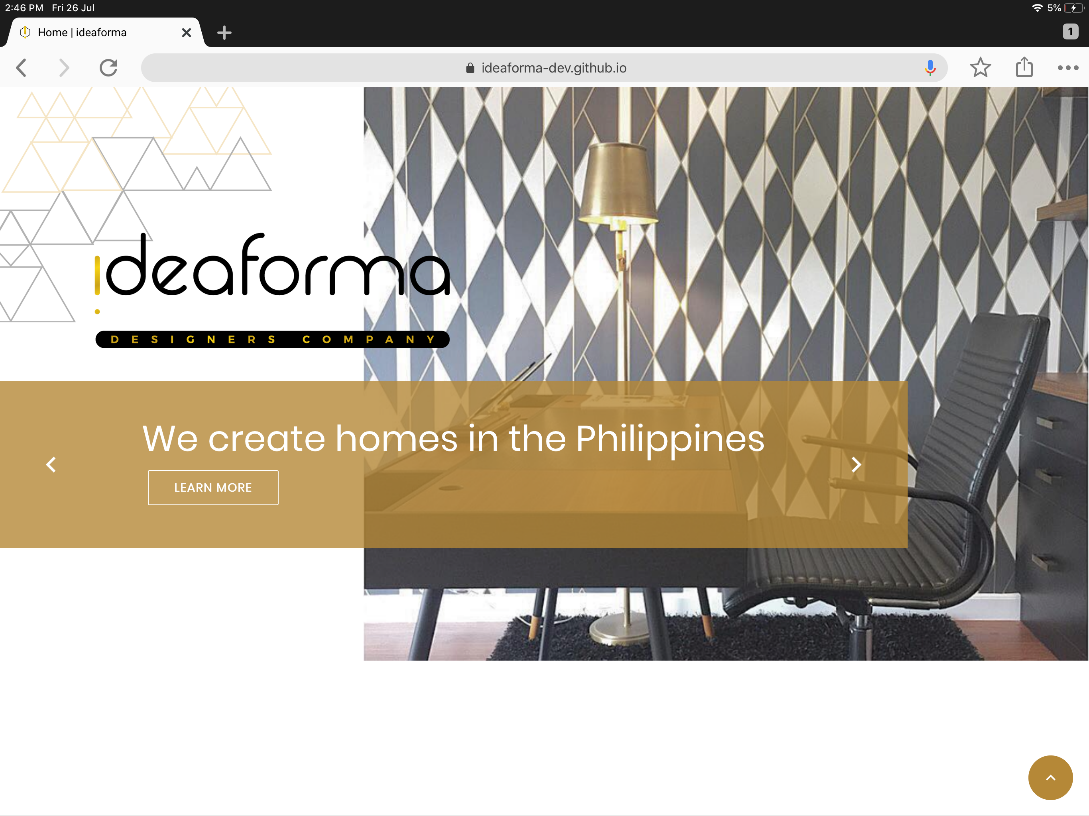 2:46 PM Fri 26 Jul
5%
Home | ideaforma
1
ideaforma-dev.github.io
ideaforma
DESIGNERS COMPANY
We create homes in the Philippines
LEARN MORE